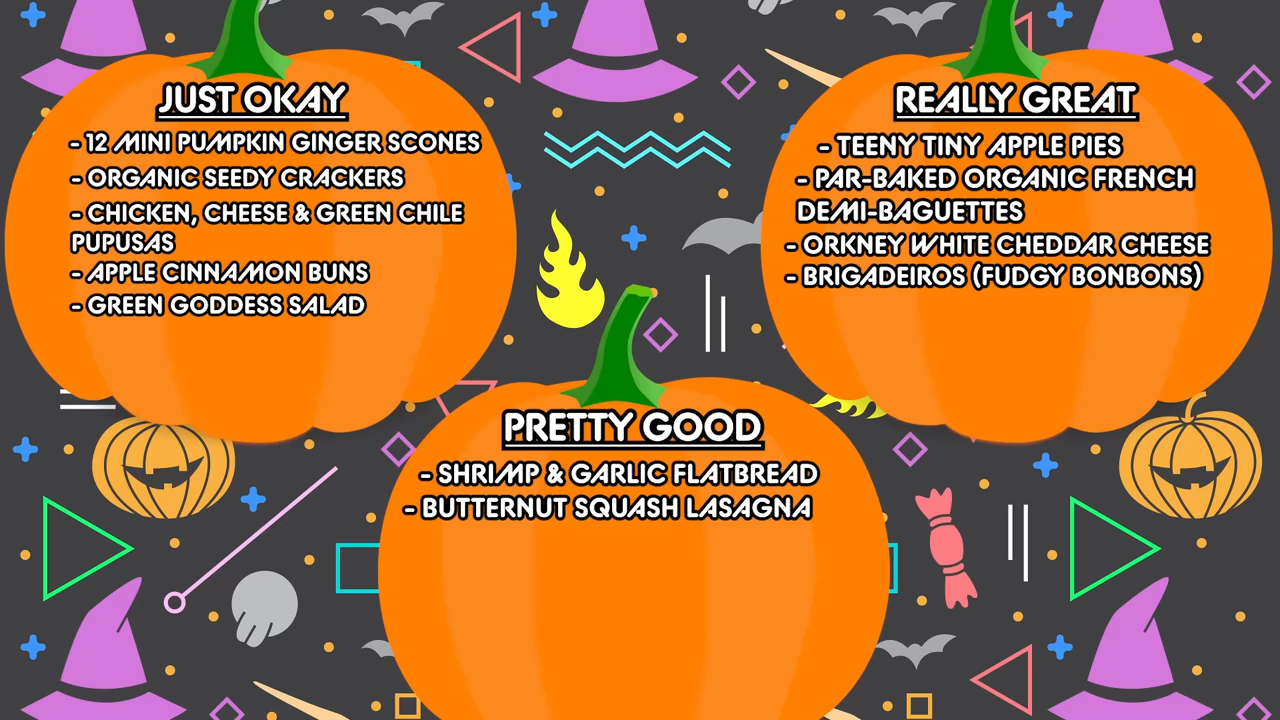 JUST OKAY
- 12 MINI PUMPKIN GINGER SCONES
- ORGANIC SEEDY CRACKERS
- CHICKEN, CHEESE & GREEN CHILE
PUPUSAS
- APPLE CINNAMON BUNS
- GREEN GODDESS SALAD
REALLY GREAT
- TEENY TINY APPLE PIES
- PAR-BAKED ORGANIC FRENCH
DEMI-BAGUETTES
- ORKNEY WHITE CHEDDAR CHEESE
- BRIGADEIROS (FUDGY BONBONS)
PRETTY GOOD
- SHRIMP & GARLIC FLATBREAD
- BUTTERNUT SQUASH LASAGNA